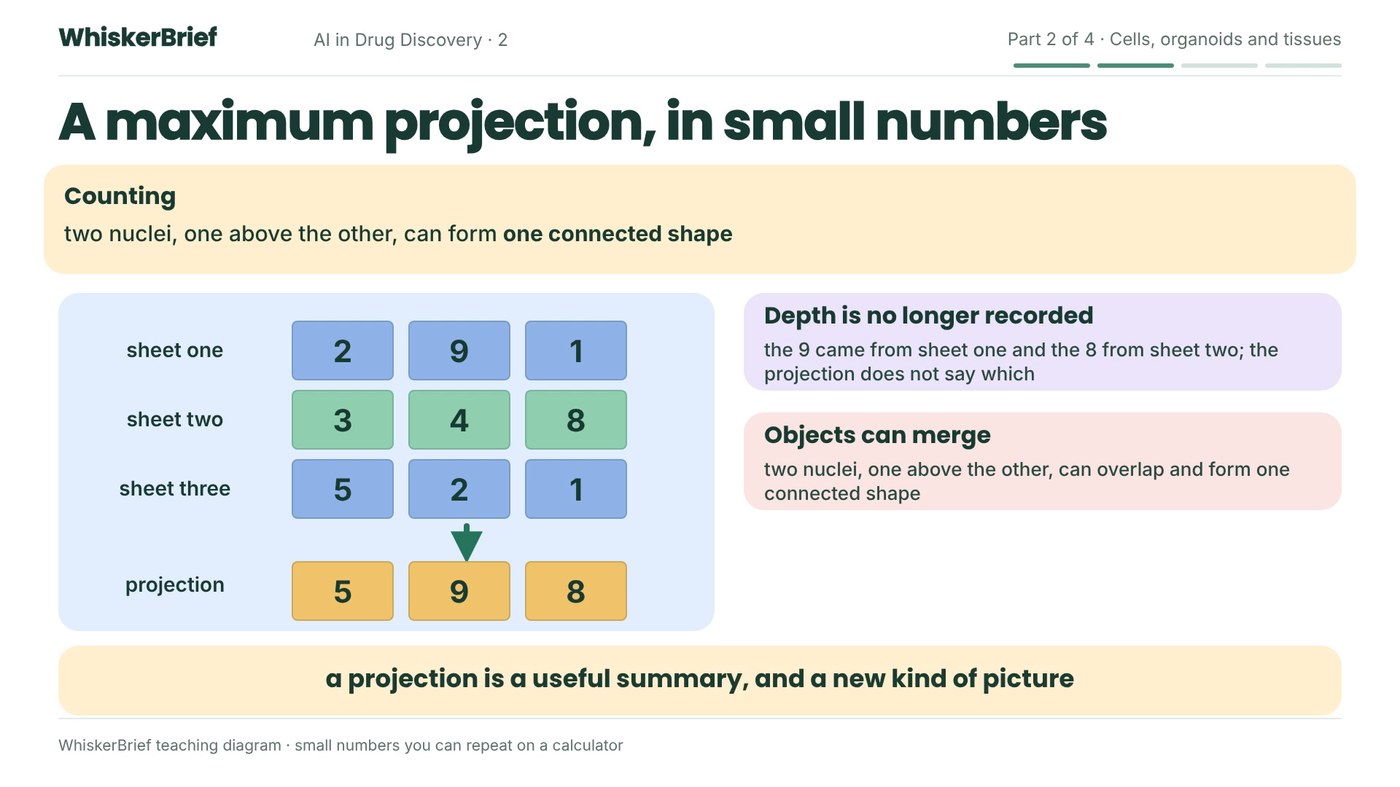 WhiskerBrief
AI in Drug Discovery · 2
Part 2 of 4 · Cells, organoids and tissues
A maximum projection, in small numbers
Counting
two nuclei, one above the other, can form one connected shape
sheet one 2 9 1
sheet two 3 4 8
sheet three 5 2 1
projection 5 9 8
Depth is no longer recorded
the 9 came from sheet one and the 8 from sheet two; the
projection does not say which
Objects can merge
two nuclei, one above the other, can overlap and form one
connected shape
a projection is a useful summary, and a new kind of picture
WhiskerBrief teaching diagram · small numbers you can repeat on a calculator